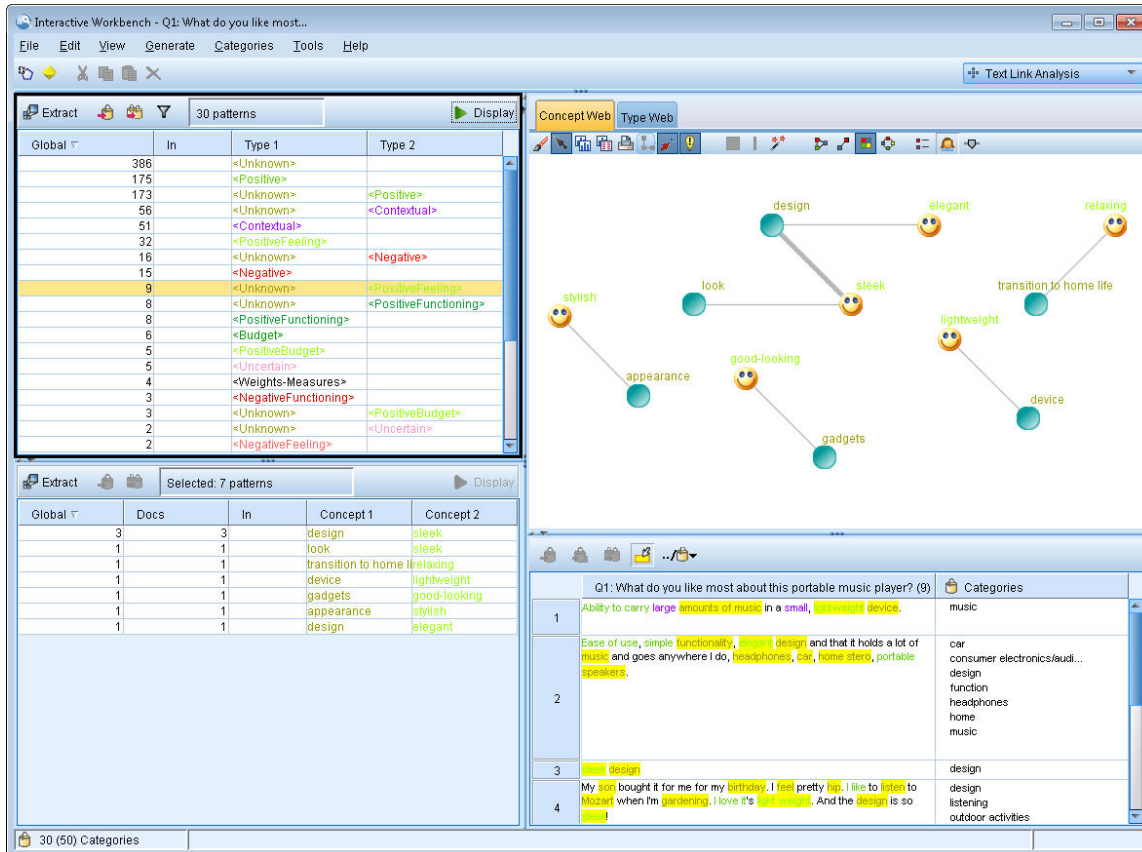 Interactive Workbench - Q1: What do you like most...
File Edit View Generate Categories Tools Help
Text Link Analysis
Extract 30 patterns Display
Global In Type 1 Type 2
386 <Unknown>
175 <Positive>
173 <Unknown> <Positive>
56 <Unknown> <Contextual>
51 <Contextual>
32 <PositiveFeeling>
16 <Unknown> <Negative>
15 <Negative>
9 <Unknown> <PositiveFeeling>
8 <Unknown> <PositiveFunctioning>
8 <PositiveFunctioning>
6 <Budget>
5 <PositiveBudget>
5 <Uncertain>
4 <Weights-Measures>
3 <NegativeFunctioning>
3 <Unknown> <PositiveBudget>
2 <Unknown> <Uncertain>
2 <NegativeFeeling>
Extract Selected: 7 patterns Display
Global Docs In Concept 1 Concept 2
3 3 design sleek
1 1 look sleek
1 1 transition to home li relaxing
1 1 device lightweight
1 1 gadgets good-looking
1 1 appearance stylish
1 1 design elegant
Concept Web Type Web
design elegant relaxing
look sleek transition to home life
stylish
lightweight
good-looking
appearance
device
gadgets
../
Q1: What do you like most about this portable music player? (9) Categories
1 Ability to carry large amounts of music in a small, lightweight device. music
2 Ease of use, simple functionality, elegant design and that it holds a lot of
music and goes anywhere I do, headphones, car, home stero, portable
speakers.
car
consumer electronics/audi...
design
function
headphones
home
music
3 sleek design design
4 My son bought it for me for my birthday. I feel pretty hip. I like to listen to
Mozart when I'm gardening. I love it's light weight. And the design is so
sleek!
design
listening
outdoor activities
30 (50) Categories